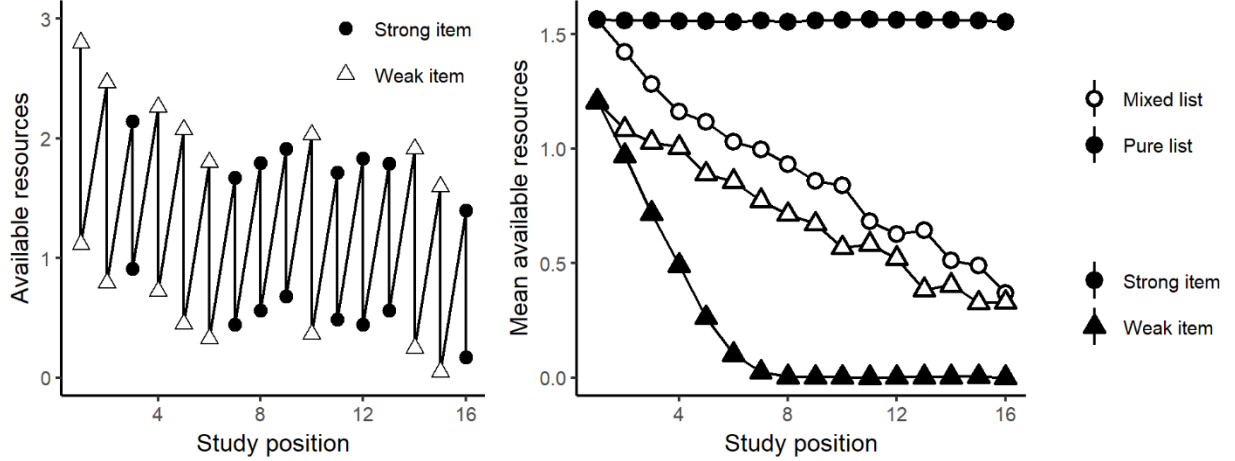 Available resources
3
2
1
0
Strong item
Weak item
4
8
12
16
Study position
Mean available resources
1.5
1.0
0.5
0.0
4
8
12
16
Study position
Mixed list
Pure list
Strong item
Weak item